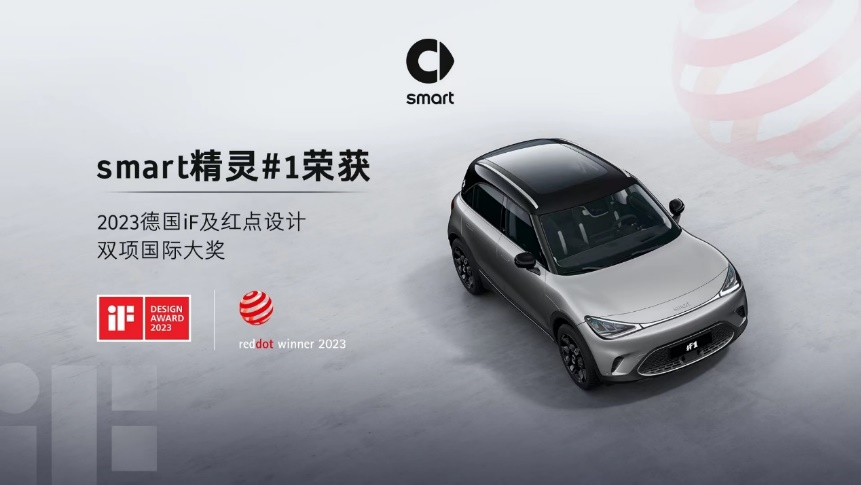 smart
smart精灵#1荣获
2023德国iF及红点设计
双项国际大奖
iF
DESIGN
AWARD
2023
reddot winner 2023
iF